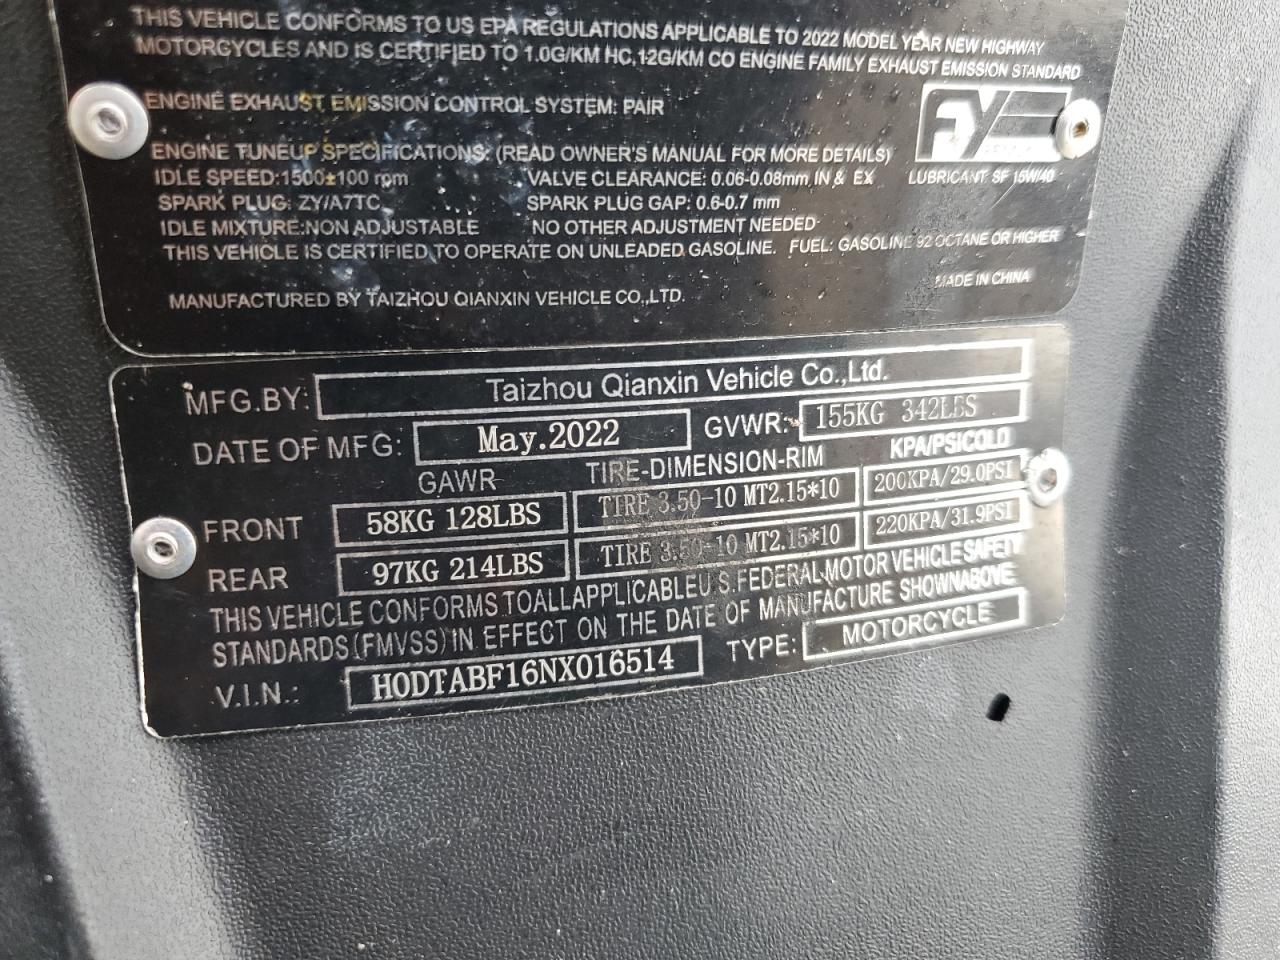 THIS VEHICLE CONFORMS TO US EPA REGULATIONS APPLICABLE TO 2022 MODEL YEAR NEW HIGHWAY
MOTORCYCLES AND IS CERTIFIED TO 1.0G/KM HC,12G/KM CO ENGINE FAMILY EXHAUST EMISSION STANDARD
ENGINE EXHAUST EMISSION CONTROL SYSTEM: PAIR
FY
ENGINE TUNEUP SPECIFICATIONS: (READ OWNER'S MANUAL FOR MORE DETAILS)
IDLE SPEED:1500±100 rpm VALVE CLEARANCE: 0.06-0.08mm IN & EX LUBRICANT: SF 15W/40
SPARK PLUG: ZY/A7TC SPARK PLUG GAP: 0.6-0.7 mm
IDLE MIXTURE:NON ADJUSTABLE NO OTHER ADJUSTMENT NEEDED
THIS VEHICLE IS CERTIFIED TO OPERATE ON UNLEADED GASOLINE. FUEL: GASOLINE 92 OCTANE OR HIGHER
MADE IN CHINA
MANUFACTURED BY TAIZHOU QIANXIN VEHICLE CO.,LTD.
MFG.BY: Taizhou Qianxin Vehicle Co.,Ltd.
DATE OF MFG: May.2022 GVWR: 155KG 342LBS
GAWR TIRE-DIMENSION-RIM KPA/PSICOLD
FRONT 58KG 128LBS TIRE 3.50-10 MT2.15*10 200KPA/29.0PSI
REAR 97KG 214LBS TIRE 3.50-10 MT2.15*10 220KPA/31.9PSI
THIS VEHICLE CONFORMS TOALLAPPLICABLEU.S.FEDERAL MOTOR VEHICLE SAFETY
STANDARDS(FMVSS)IN EFFECT ON THE DATE OF MANUFACTURE SHOWNABOVE
V.I.N.: H0DTABF16NX016514 TYPE: MOTORCYCLE